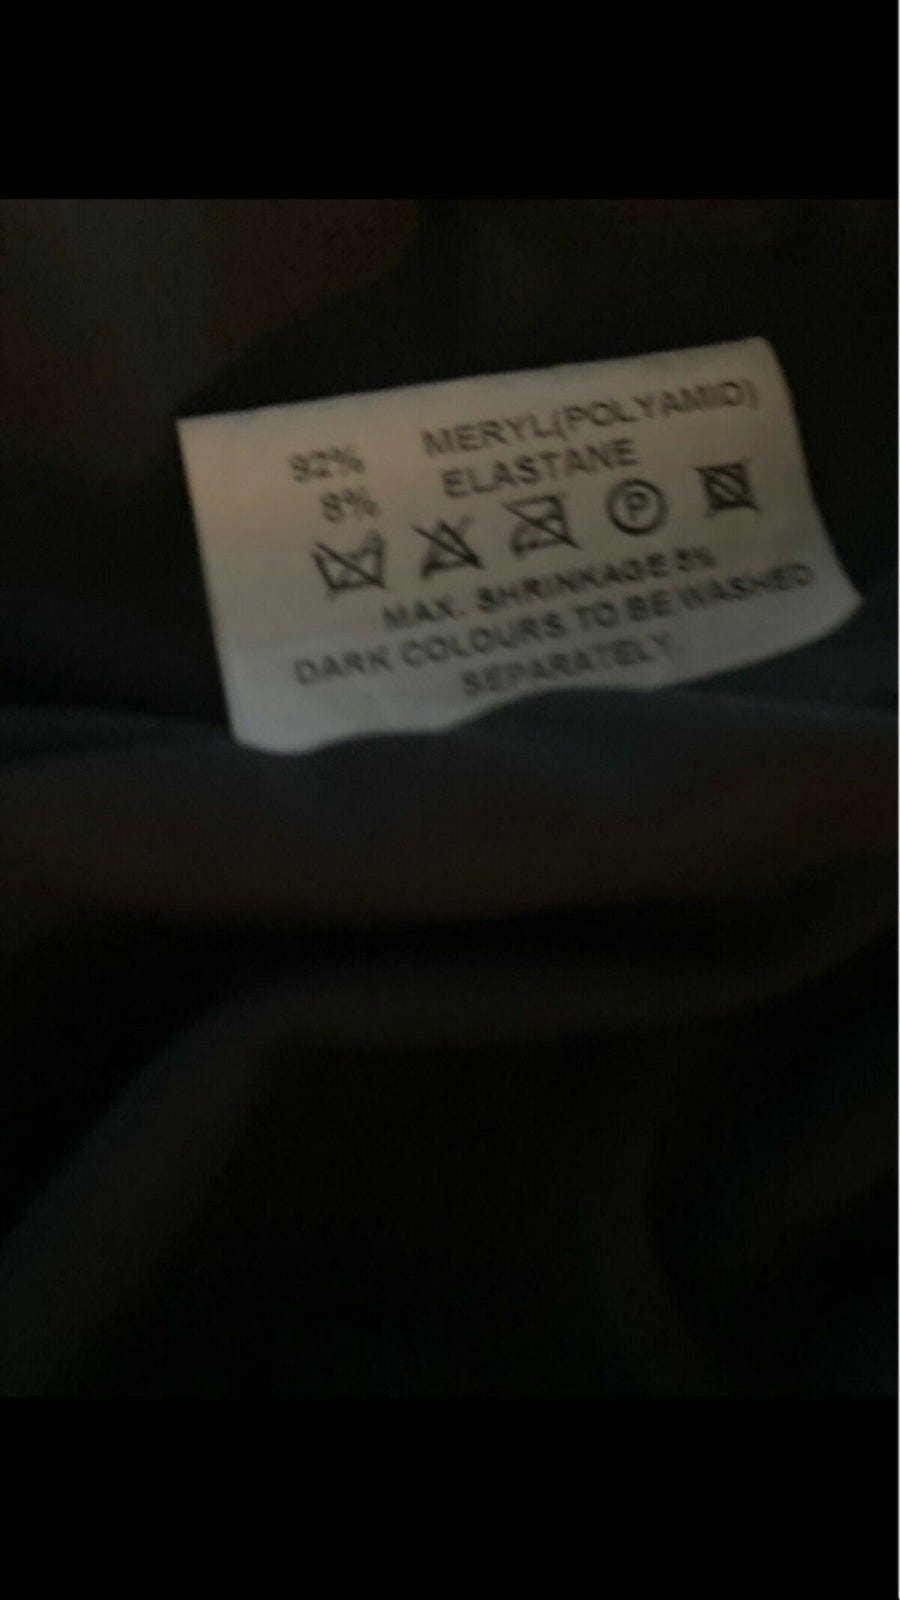 92% MERYL(POLYAMID)
8% ELASTANE
P
MAX. SHRINKAGE 5%
DARK COLOURS TO BE WASHED
SEPARATELY.